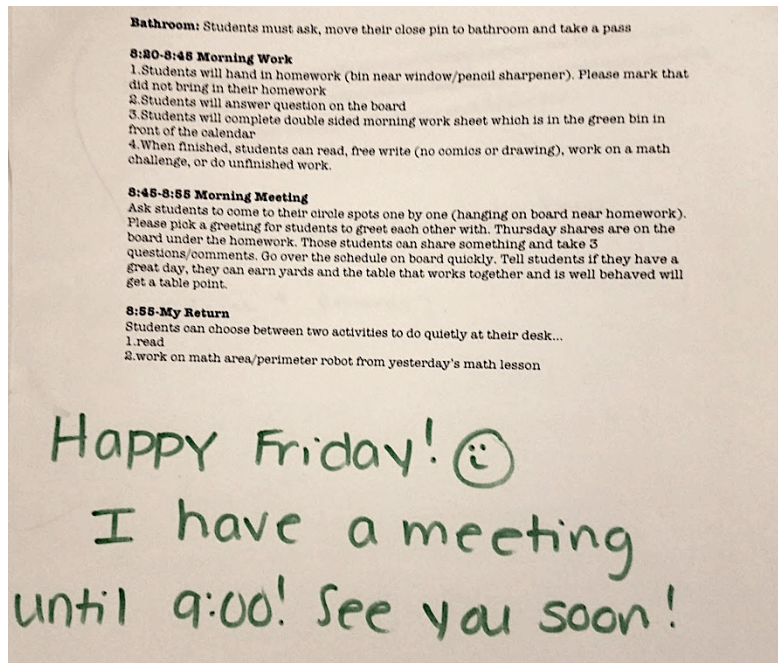 Bathroom: Students must ask, move their close pin to bathroom and take a pass
8:20-8:45 Morning Work
1.Students will hand in homework (bin near window/pencil sharpener). Please mark that
did not bring in their homework
2.Students will answer question on the board
3.Students will complete double sided morning work sheet which is in the green bin in
front of the calendar
4.When finished, students can read, free write (no comics or drawing), work on a math
challenge, or do unfinished work.
8:45-8:55 Morning Meeting
Ask students to come to their circle spots one by one (hanging on board near homework).
Please pick a greeting for students to greet each other with. Thursday shares are on the
board under the homework. Those students can share something and take 3
questions/comments. Go over the schedule on board quickly. Tell students if they have a
great day, they can earn yards and the table that works together and is well behaved will
get a table point.
8:55-My Return
Students can choose between two activities to do quietly at their desk...
1.read
2.work on math area/perimeter robot from yesterday's math lesson
Happy Friday!
I have a meeting
until 9:00! See you soon!